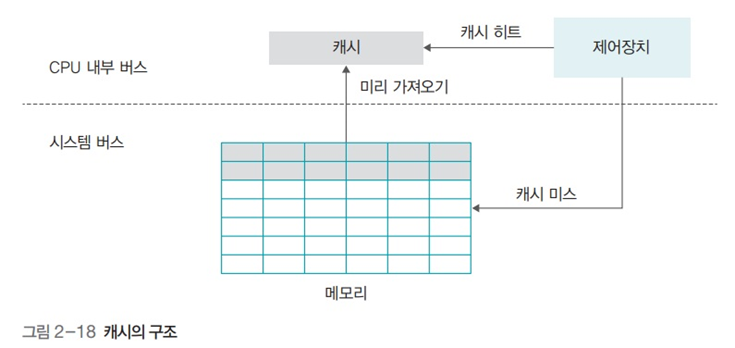 캐시 히트
캐시
제어장치
CPU 내부 버스
미리 가져오기
시스템 버스
캐시 미스
메모리
그림 2-18 캐시의 구조